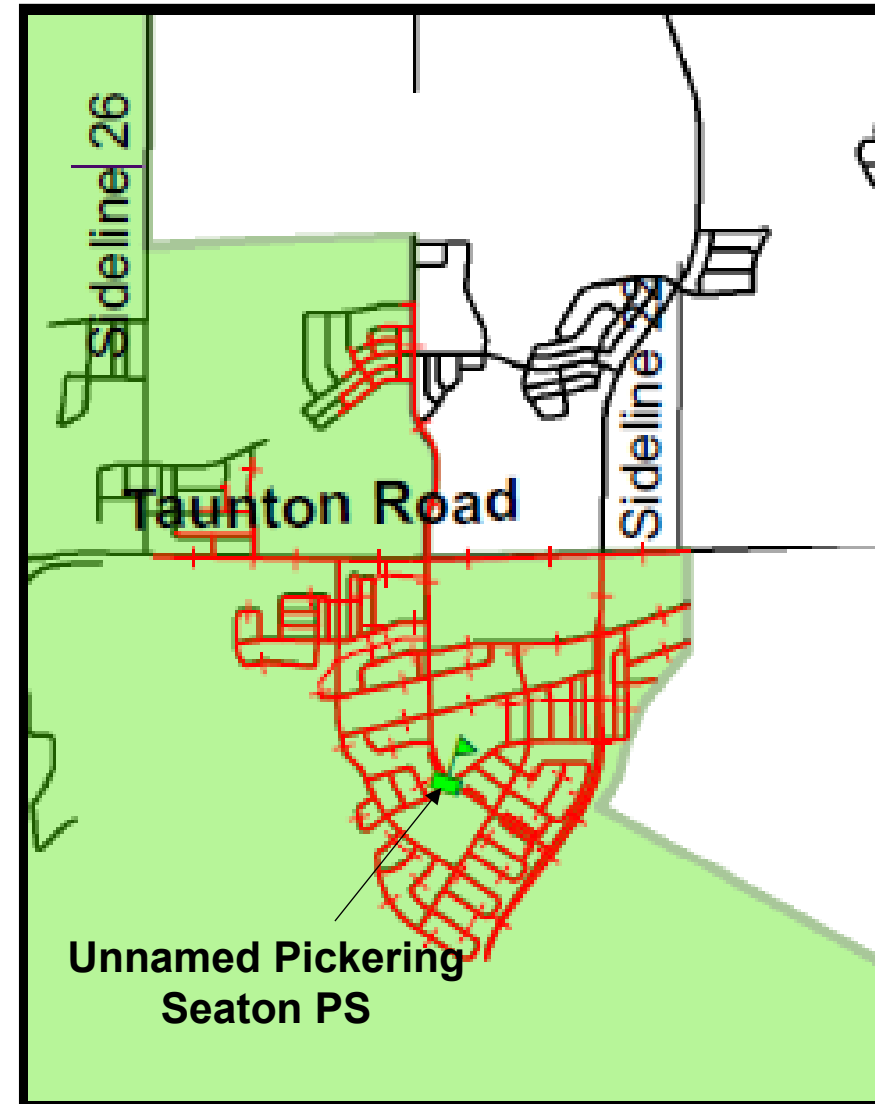 Sideline 26
Sideline
Taunton Road
Unnamed Pickering
Seaton PS